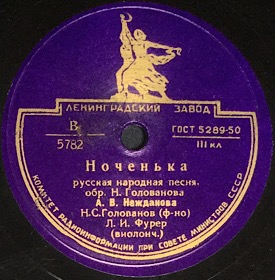 ЛЕНИНГРАДСКИЙ ЗАВОД
В
5782
ГОСТ 5289-50
III кл
Ноченька
русская народная песня.
обр. Н. Голованова
А. В. Нежданова
Н.С.Голованов (ф-но)
Л. И. Фурер
(виолонч.)
КОМИТЕТ РАДИОИНФОРМАЦИИ ПРИ СОВЕТЕ МИНИСТРОВ СССР